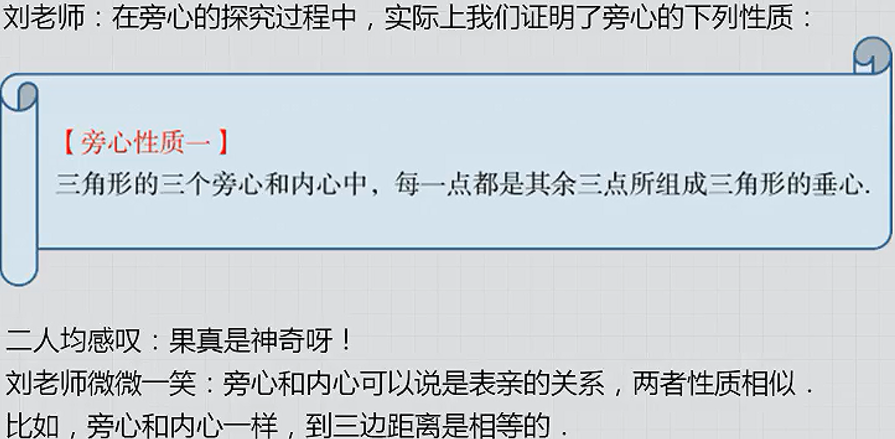 刘老师：在旁心的探究过程中，实际上我们证明了旁心的下列性质：
【旁心性质一】
三角形的三个旁心和内心中，每一点都是其余三点所组成三角形的垂心.
二人均感叹：果真是神奇呀！
刘老师微微一笑：旁心和内心可以说是表亲的关系，两者性质相似．
比如，旁心和内心一样，到三边距离是相等的．